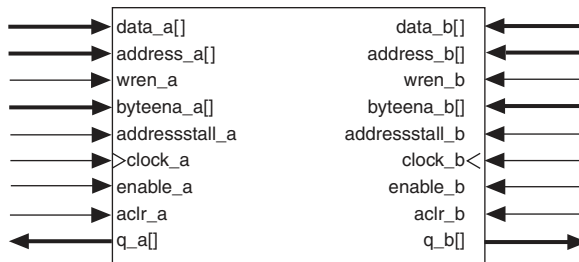 data_a[] data_b[]
address_a[] address_b[]
wren_a wren_b
byteena_a[] byteena_b[]
addressstall_a addressstall_b
clock_a clock_b
enable_a enable_b
aclr_a aclr_b
q_a[] q_b[]